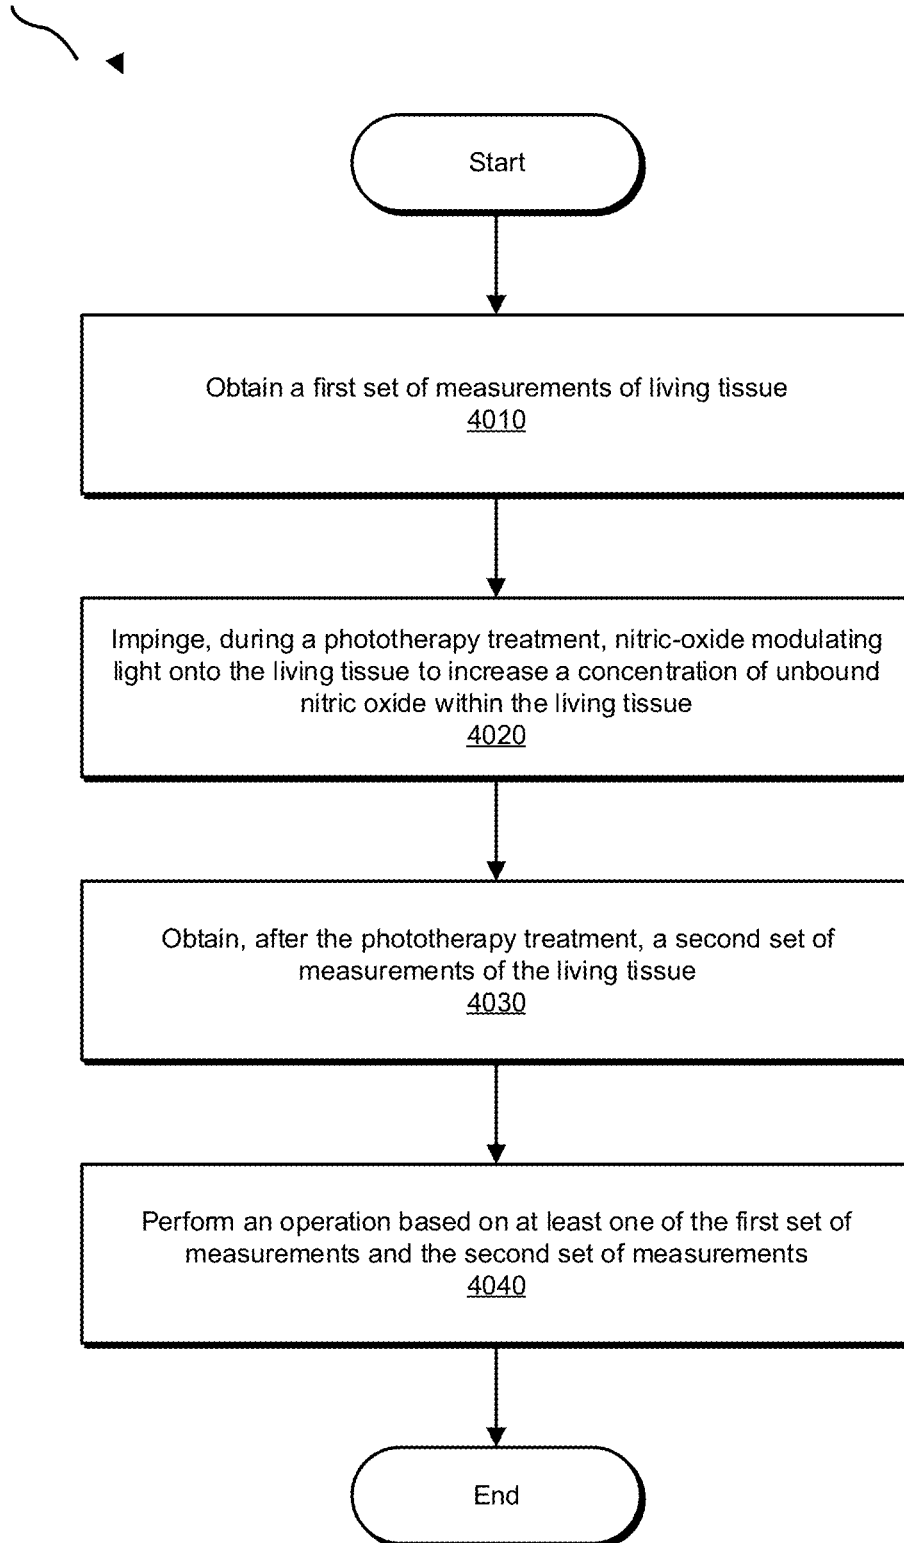 Start
Obtain a first set of measurements of living tissue
4010
Impinge, during a phototherapy treatment, nitric-oxide modulating
light onto the living tissue to increase a concentration of unbound
nitric oxide within the living tissue
4020
Obtain, after the phototherapy treatment, a second set of
measurements of the living tissue
4030
Perform an operation based on at least one of the first set of
measurements and the second set of measurements
4040
End